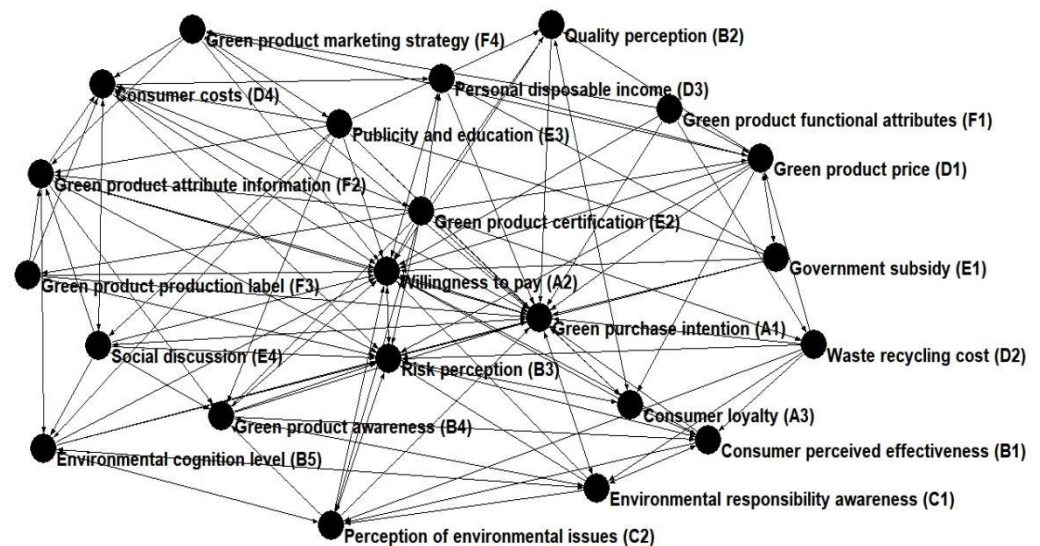 Green product marketing strategy (F4)
Quality perception (B2)
Consumer costs (D4)
Personal disposable income (D3)
Green product functional attributes (F1)
Publicity and education (E3)
Green product price (D1)
Green product attribute information (F2)
Green product certification (E2)
Government subsidy (E1)
Green product production label (F3)
Willingness to pay (A2)
Green purchase intention (A1)
Social discussion (E4)
Waste recycling cost (D2)
Risk perception (B3)
Consumer loyalty (A3)
Green product awareness (B4)
Consumer perceived effectiveness (B1)
Environmental cognition level (B5)
Environmental responsibility awareness (C1)
Perception of environmental issues (C2)